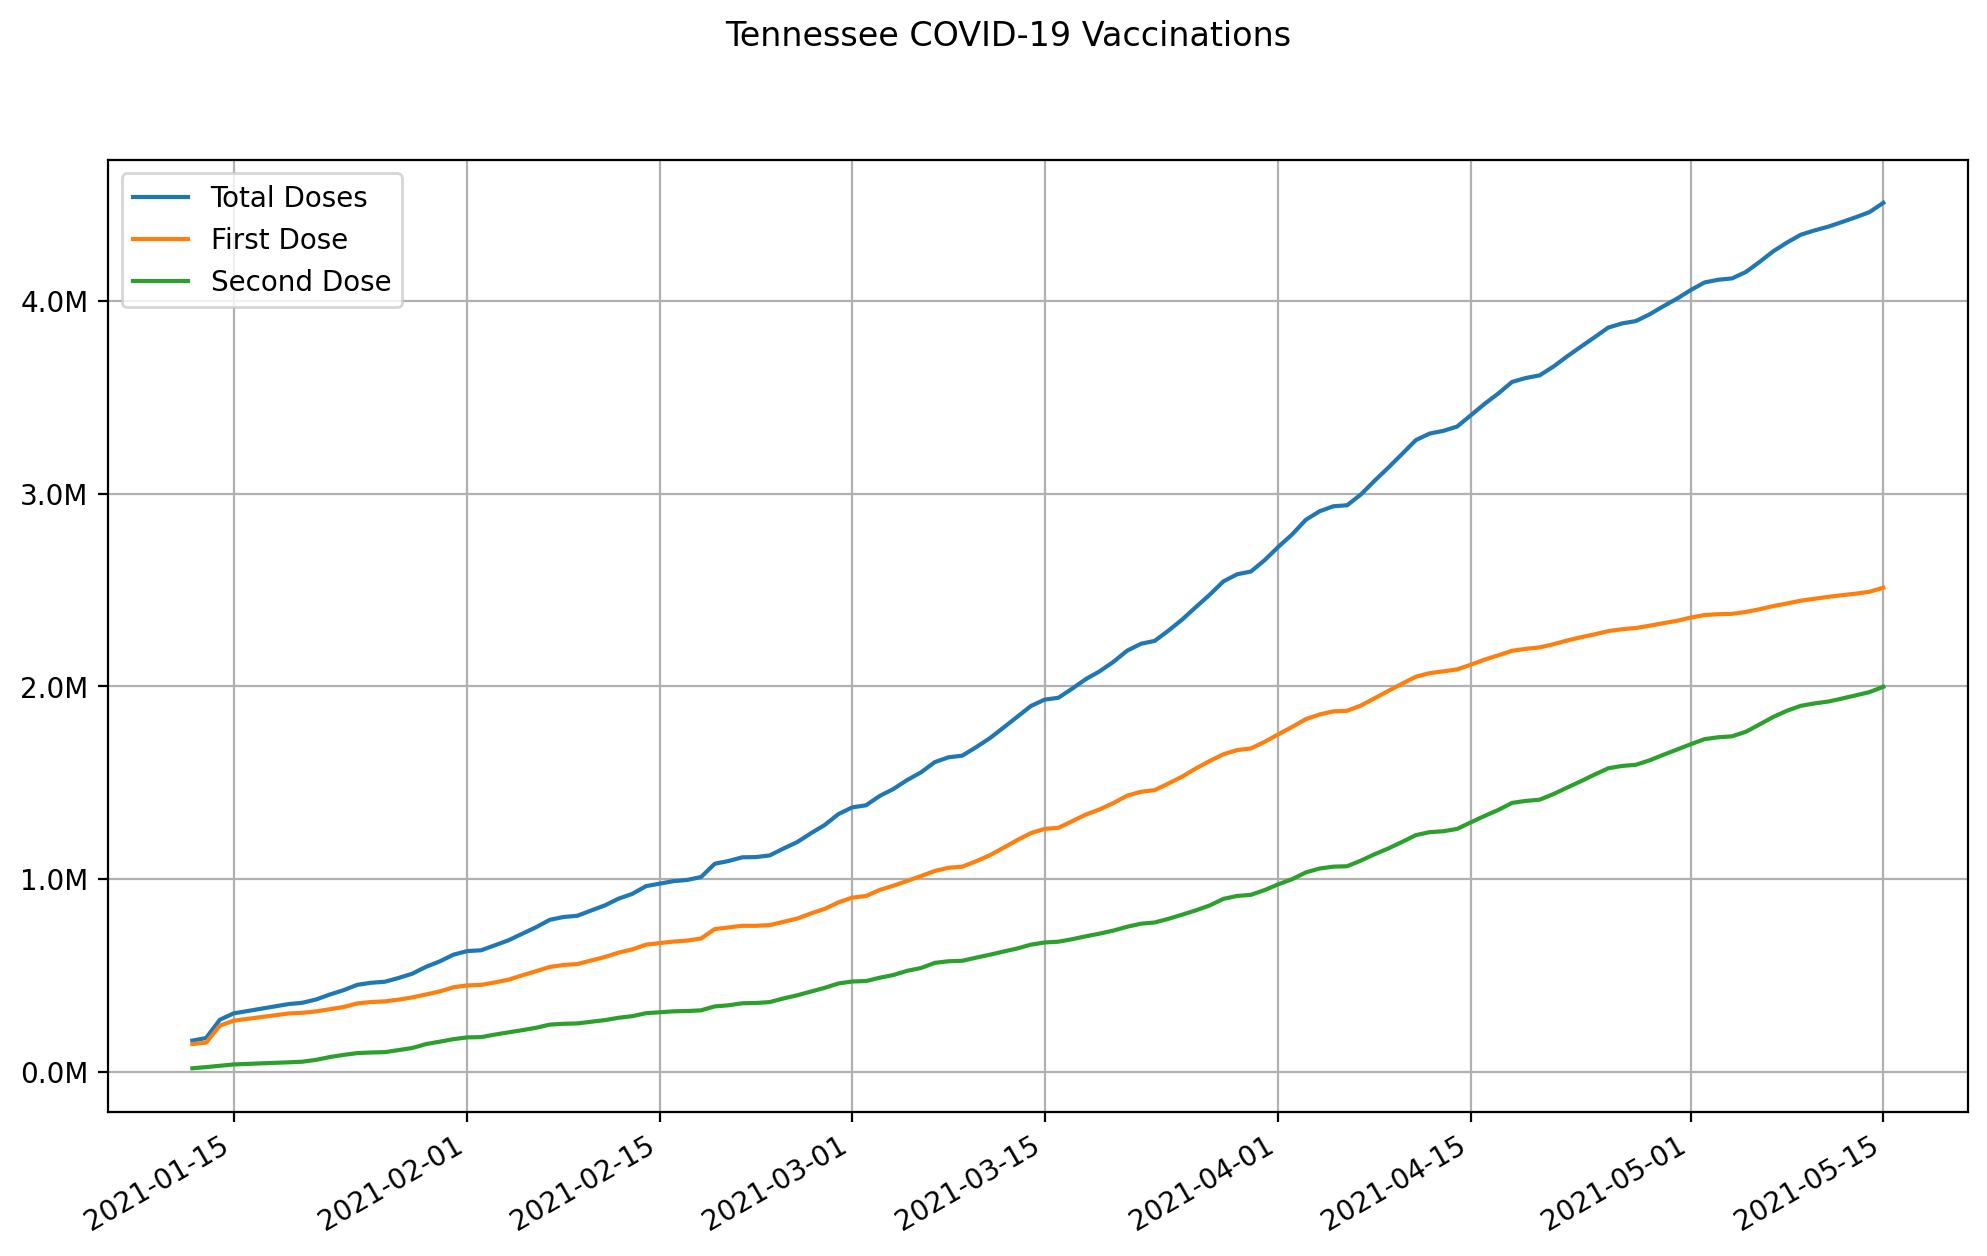 Tennessee COVID-19 Vaccinations
Total Doses
First Dose
Second Dose
4.0M
3.0M
2.0M
1.0M
0.0M
2021-01-15
2021-02-01
2021-02-15
2021-03-01
2021-03-15
2021-04-01
2021-04-15
2021-05-01
2021-05-15